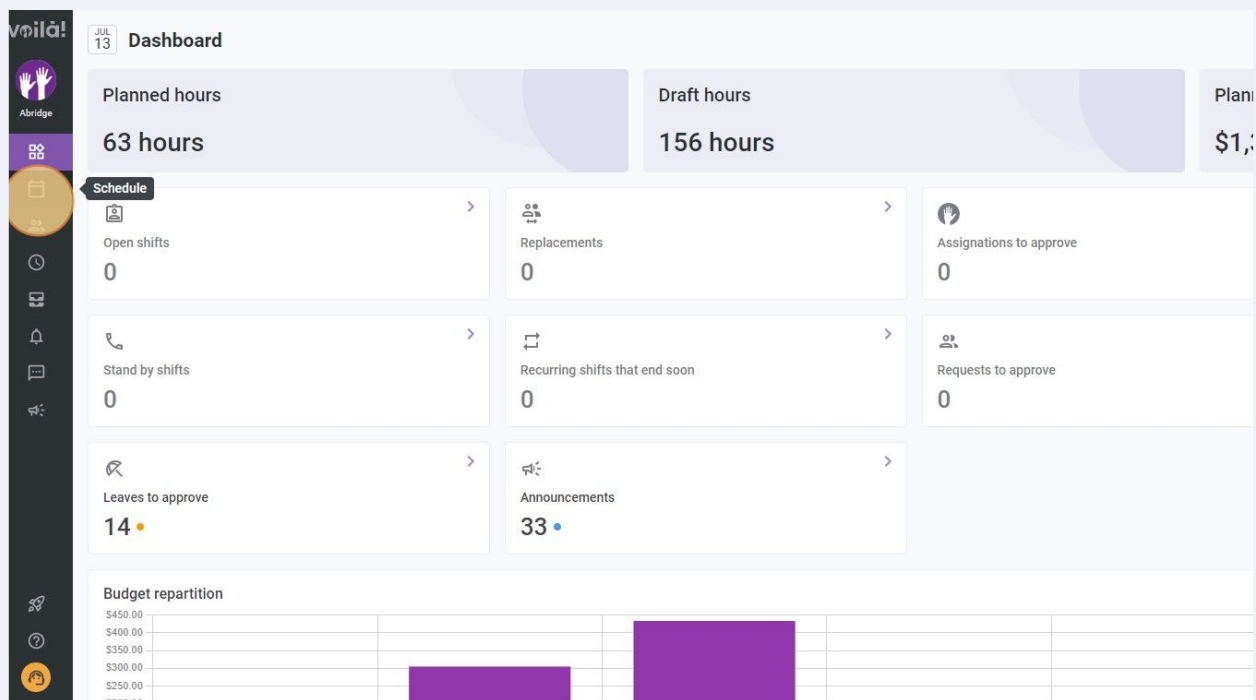 voilà!
Abridge
Schedule
JUL
13
Dashboard
Planned hours
63 hours
Draft hours
156 hours
Open shifts
0
Replacements
0
Assignations to approve
0
Stand by shifts
0
Recurring shifts that end soon
0
Requests to approve
0
Leaves to approve
14
Announcements
33
Budget repartition
$450.00
$400.00
$350.00
$300.00
$250.00